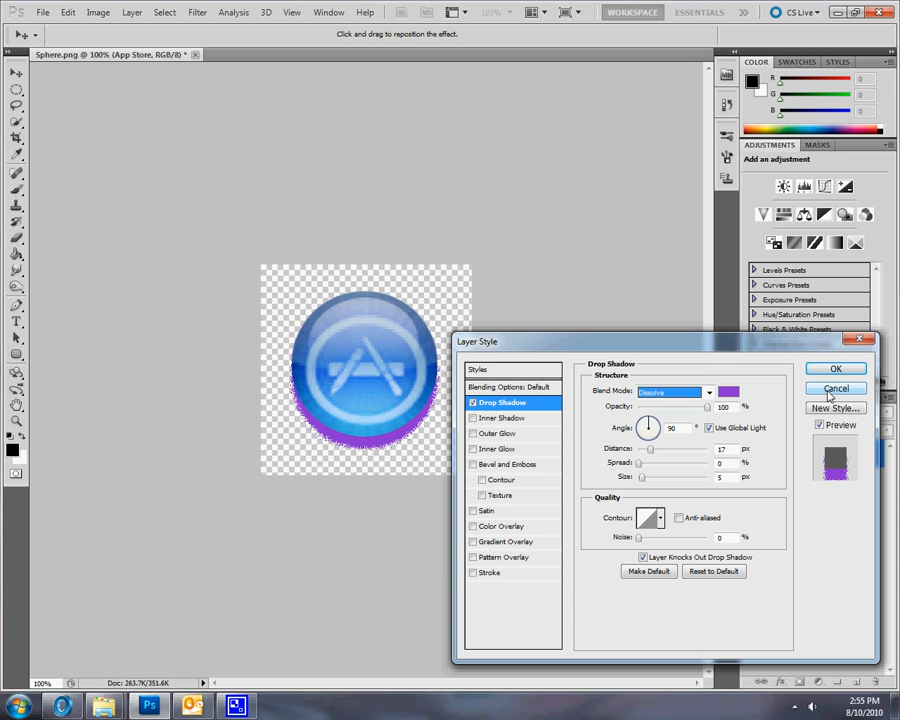 Ps File Edit Image Layer Select Filter Analysis 3D View Window Help 100% WORKSPACE ESSENTIALS CS Live
Click and drag to reposition the effect.
Sphere.png @ 100% (App Store, RGB/8) *
COLOR SWATCHES STYLES
R 0
G 0
B 0
ADJUSTMENTS MASKS
Add an adjustment
Levels Presets
Curves Presets
Exposure Presets
Hue/Saturation Presets
Black & White Presets
Layer Style
Styles
Blending Options: Default
Drop Shadow
Inner Shadow
Outer Glow
Inner Glow
Bevel and Emboss
Contour
Texture
Satin
Color Overlay
Gradient Overlay
Pattern Overlay
Stroke
Drop Shadow
Structure
Blend Mode: Dissolve
Opacity: 100 %
Angle: 90 ° Use Global Light
Distance: 17 px
Spread: 0 %
Size: 5 px
Quality
Contour: Anti-aliased
Noise: 0 %
Layer Knocks Out Drop Shadow
Make Default Reset to Default
OK
Cancel
New Style...
Preview
100% Doc: 263.7K/351.6K
fx
Ps
2:55 PM
8/10/2010